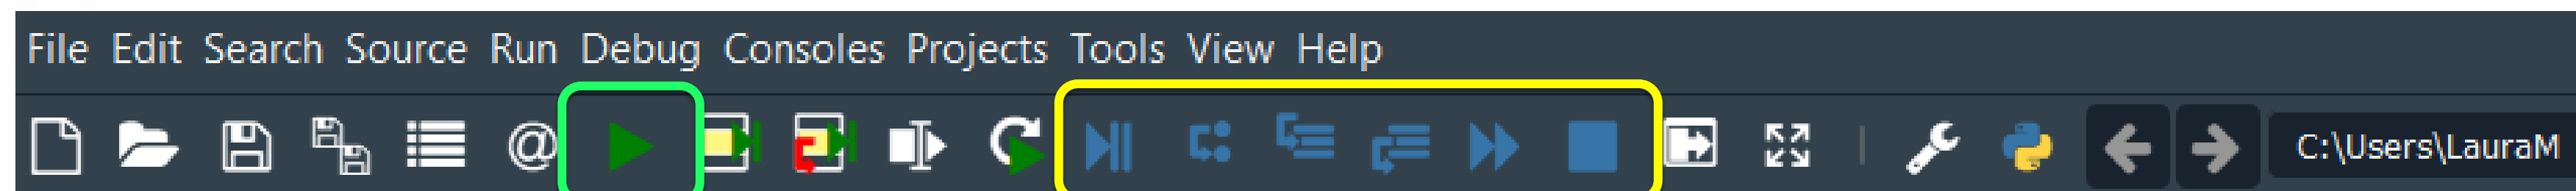 File Edit Search Source Run Debug Consoles Projects Tools View Help
@ C:\Users\LauraM